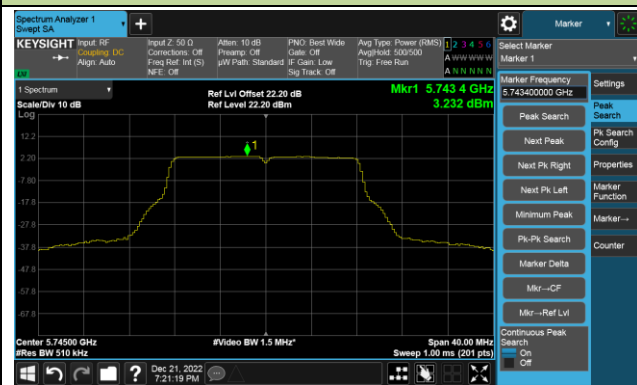 Spectrum Analyzer 1
Swept SA
+
Marker
KEYSIGHT
Input: RF
Coupling: DC
Align: Auto
Input Z: 50 Ω
Corrections: Off
Freq Ref: Int (S)
NFE: Off
Atten: 10 dB
Preamp: Off
µW Path: Standard
PNO: Best Wide
Gate: Off
IF Gain: Low
Sig Track: Off
Avg Type: Power (RMS)
Avg|Hold: 500/500
Trig: Free Run
1 2 3 4 5 6
A W W W W W
A N N N N N
Select Marker
Marker 1
1 Spectrum
Scale/Div 10 dB
Log
Ref Lvl Offset 22.20 dB
Ref Level 22.20 dBm
Mkr1 5.743 4 GHz
3.232 dBm
1
12.2
2.20
-7.80
-17.8
-27.8
-37.8
-47.8
-57.8
-67.8
Center 5.74500 GHz
#Res BW 510 kHz
#Video BW 1.5 MHz*
Span 40.00 MHz
Sweep 1.00 ms (201 pts)
Marker Frequency
5.743400000 GHz
Peak Search
Next Peak
Next Pk Right
Next Pk Left
Minimum Peak
Pk-Pk Search
Marker Delta
Mkr→CF
Mkr→Ref Lvl
Continuous Peak
Search
On
Off
Settings
Peak
Search
Pk Search
Config
Properties
Marker
Function
Marker→
Counter
?
Dec 21, 2022
7:21:19 PM